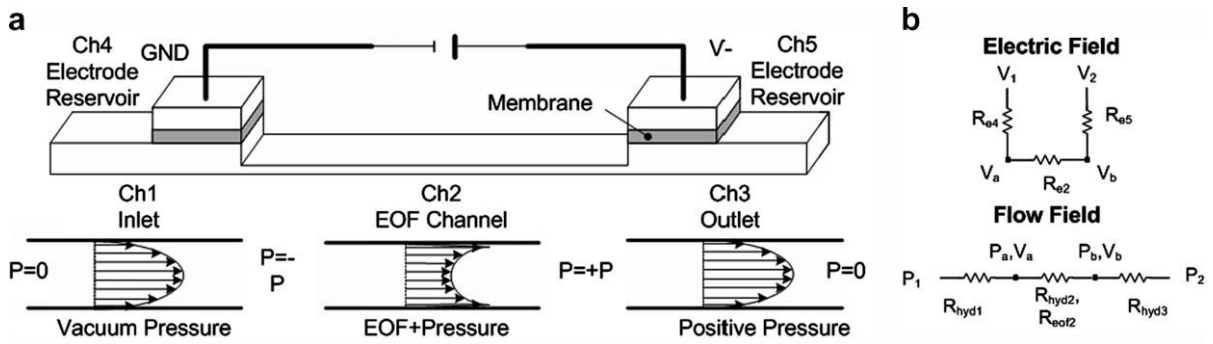 a
Ch4
Electrode
Reservoir
GND
V-
Ch5
Electrode
Reservoir
Membrane
Ch1
Inlet
Ch2
EOF Channel
Ch3
Outlet
P=0
P=-
P
P=+P
P=0
Vacuum Pressure
EOF+Pressure
Positive Pressure
b
Electric Field
V1
V2
Re4
Re5
Va
Vb
Re2
Flow Field
Pa,Va
Pb,Vb
P1
P2
Rhyd1
Rhyd2,
Reof2
Rhyd3